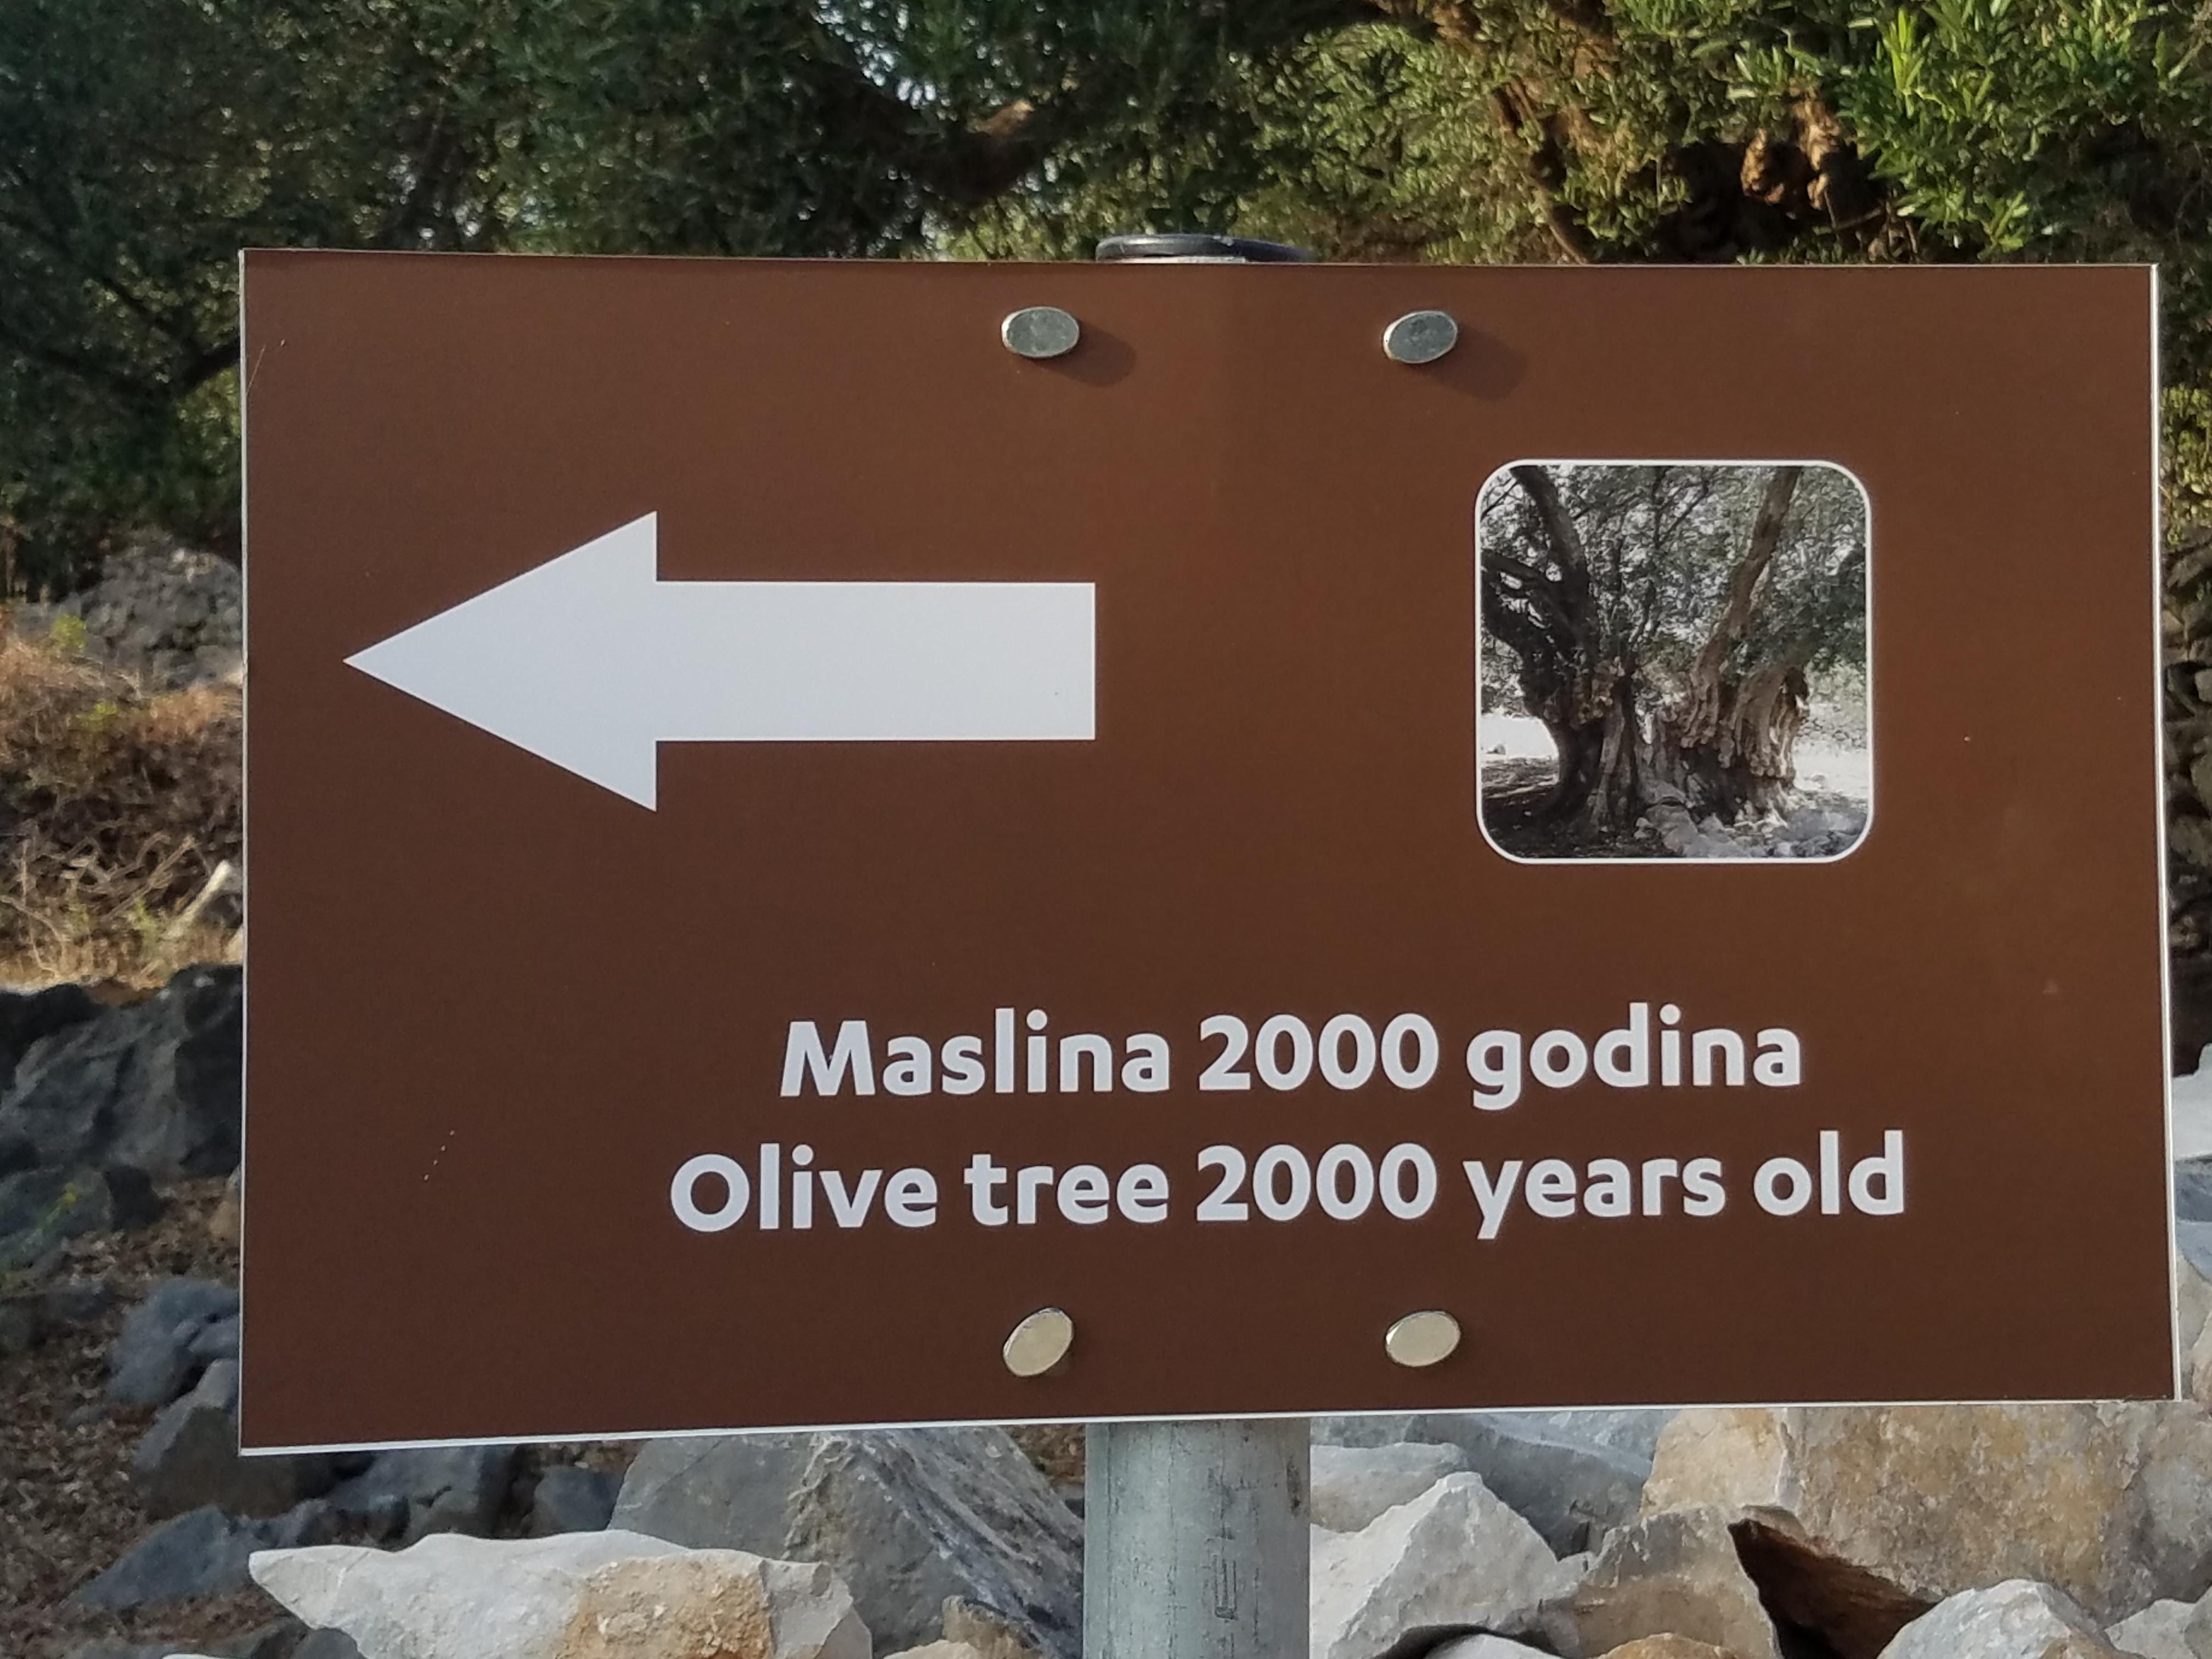 Maslina 2000 godina
Olive tree 2000 years old